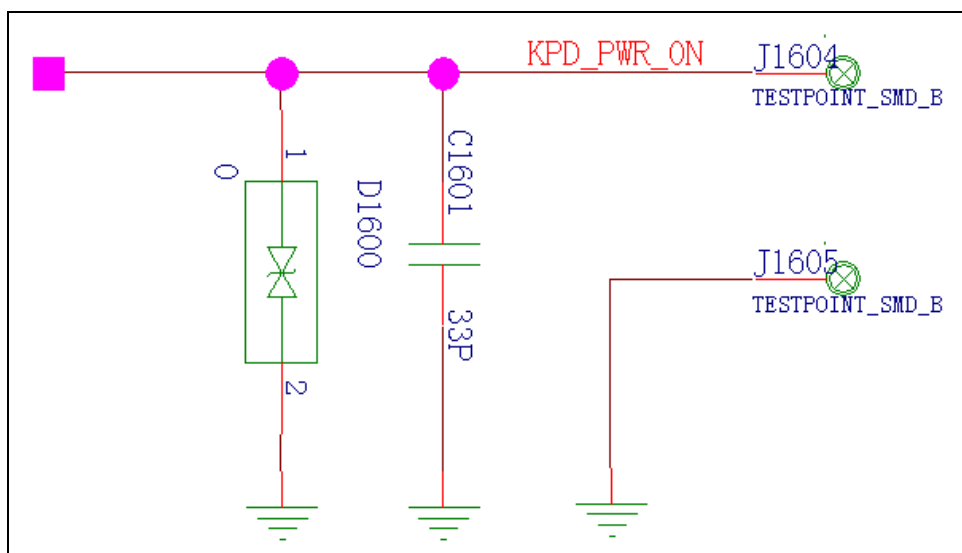 KPD_PWR_ON
J1604
TESTPOINT_SMD_B
1
0
D1600
C1601
33P
2
J1605
TESTPOINT_SMD_B